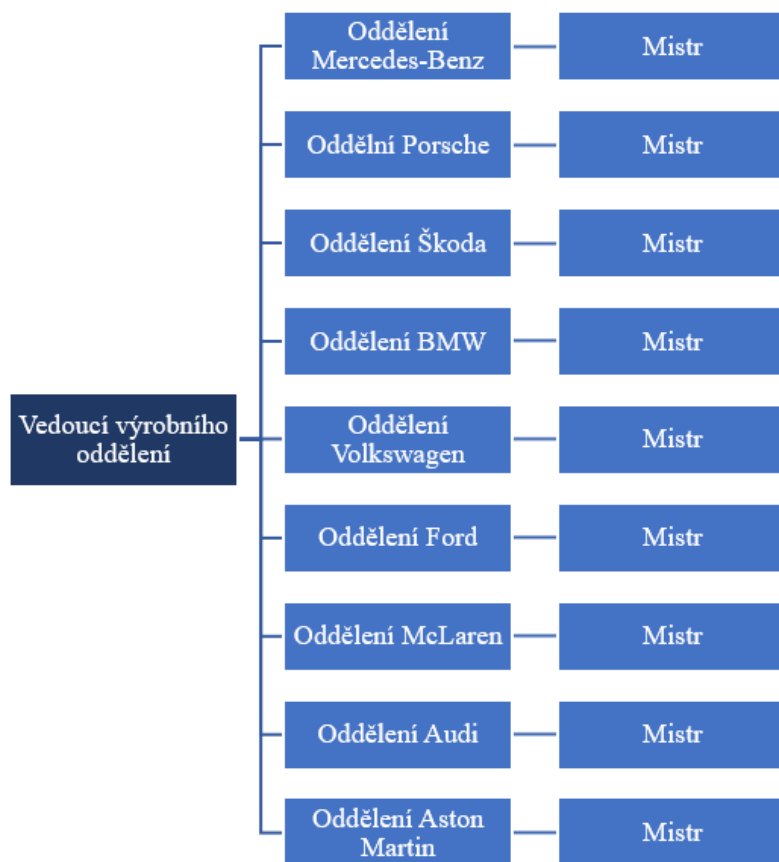 Oddělení
Mercedes-Benz
Mistr
Oddělní Porsche
Mistr
Oddělení Škoda
Mistr
Oddělení BMW
Mistr
Vedoucí výrobního
oddělení
Oddělení
Volkswagen
Mistr
Oddělení Ford
Mistr
Oddělení McLaren
Mistr
Oddělení Audi
Mistr
Oddělení Aston
Martin
Mistr